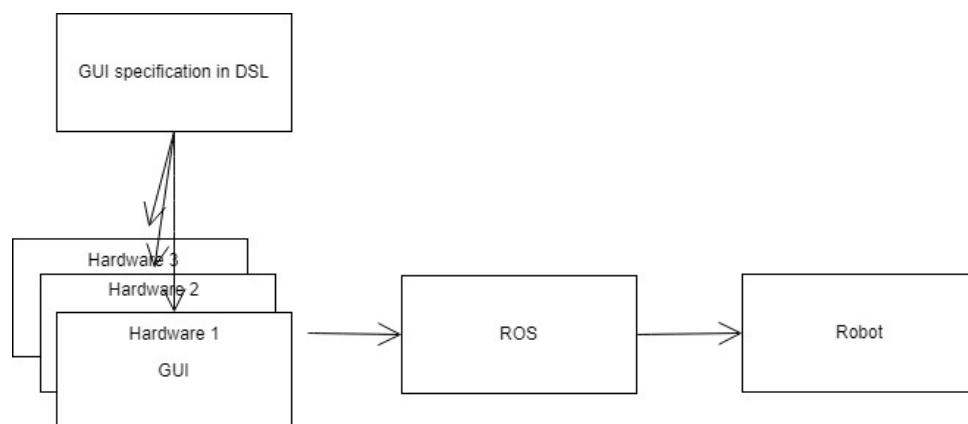 GUI specification in DSL
Hardware 3
Hardware 2
Hardware 1
GUI
ROS
Robot